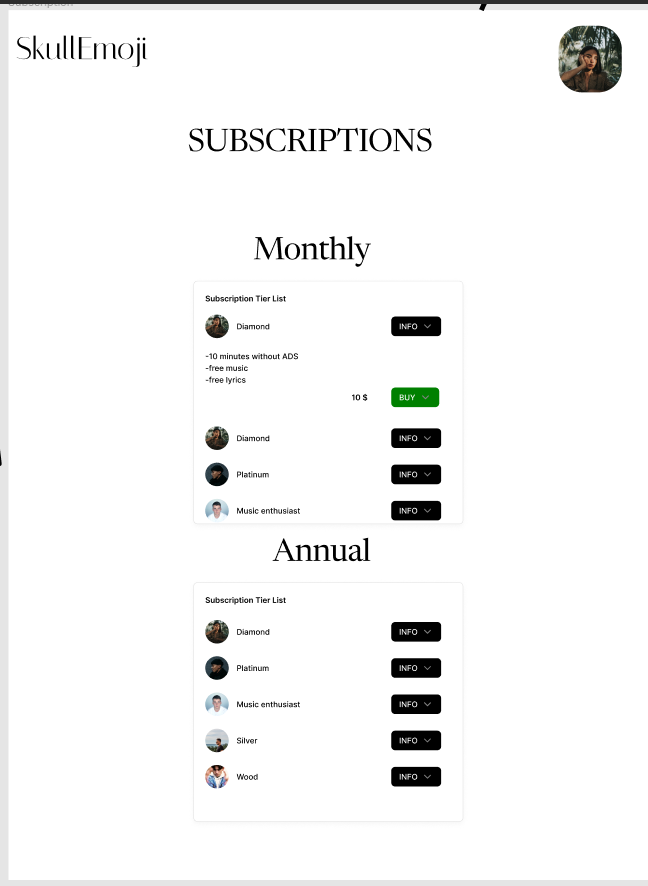 Subscription
SkullEmoji
SUBSCRIPTIONS
Monthly
Subscription Tier List
Diamond INFO
-10 minutes without ADS
-free music
-free lyrics
10 $ BUY
Diamond INFO
Platinum INFO
Music enthusiast INFO
Annual
Subscription Tier List
Diamond INFO
Platinum INFO
Music enthusiast INFO
Silver INFO
Wood INFO